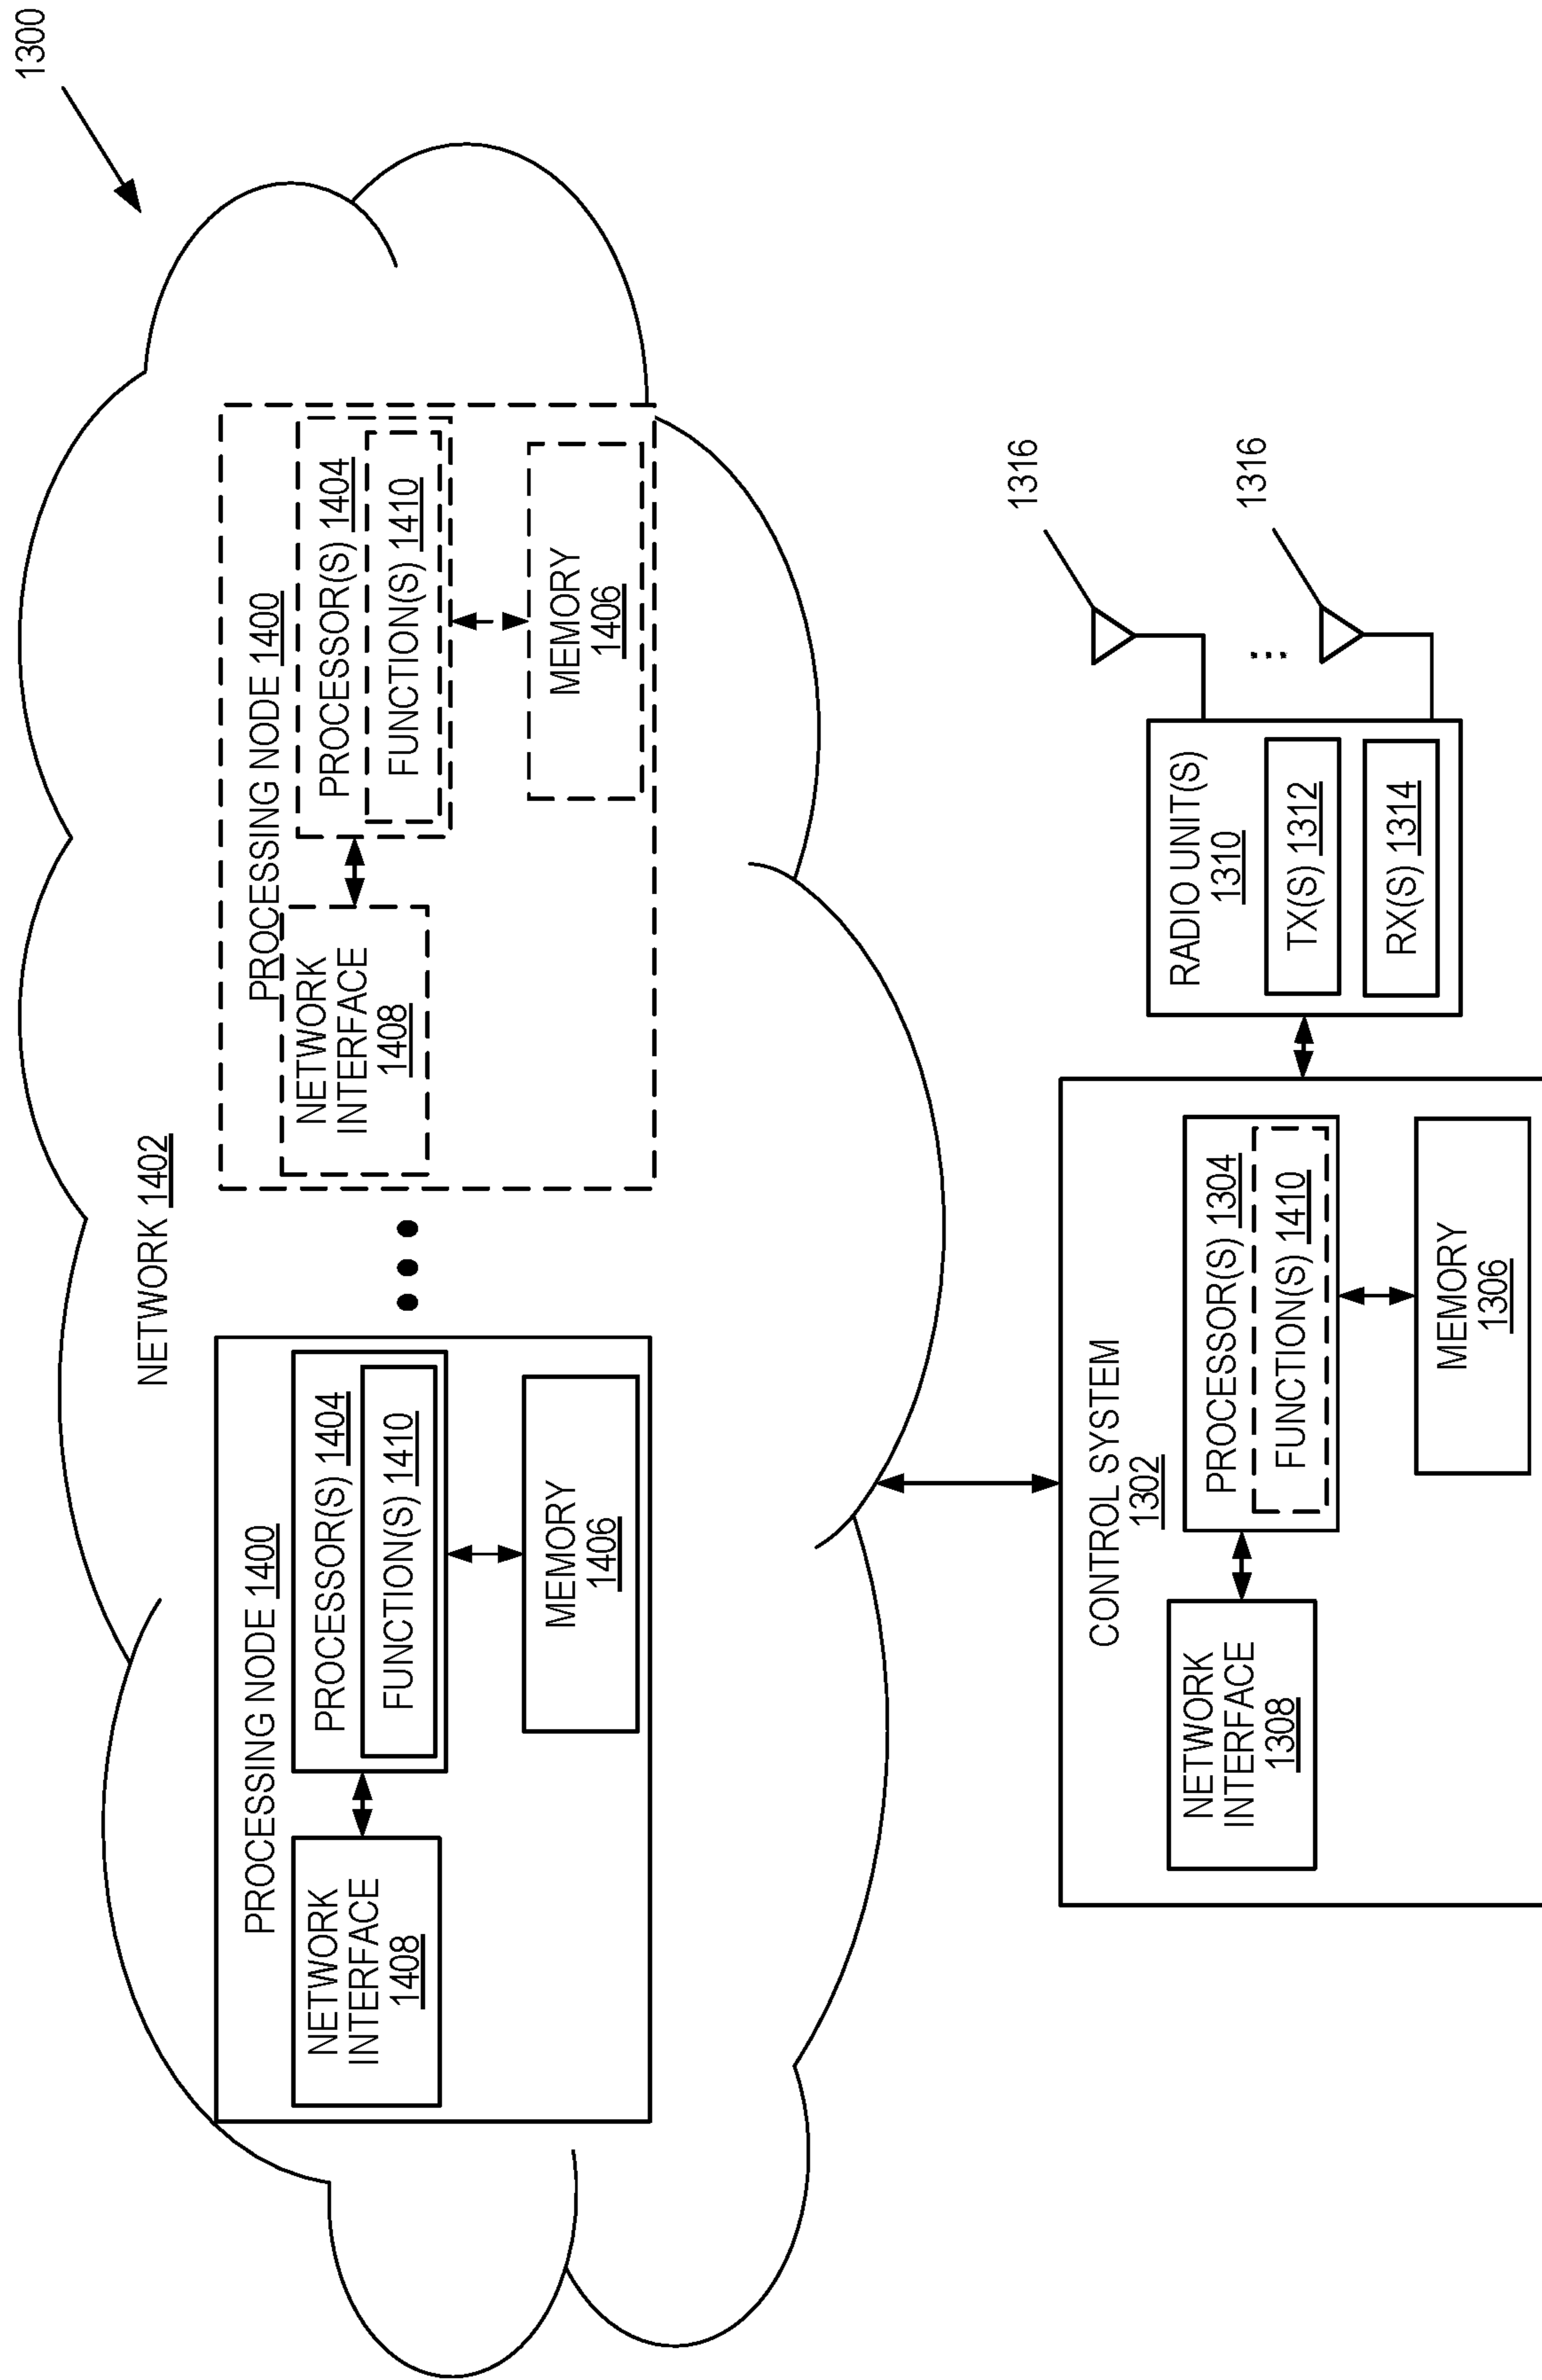 1300
NETWORK 1402
PROCESSING NODE 1400
NETWORK
INTERFACE
1408
PROCESSOR(S) 1404
FUNCTION(S) 1410
MEMORY
1406
PROCESSING NODE 1400
NETWORK
INTERFACE
1408
PROCESSOR(S) 1404
FUNCTION(S) 1410
MEMORY
1406
CONTROL SYSTEM
1302
NETWORK
INTERFACE
1308
PROCESSOR(S) 1304
FUNCTION(S) 1410
MEMORY
1306
RADIO UNIT(S)
1310
TX(S) 1312
RX(S) 1314
1316
1316